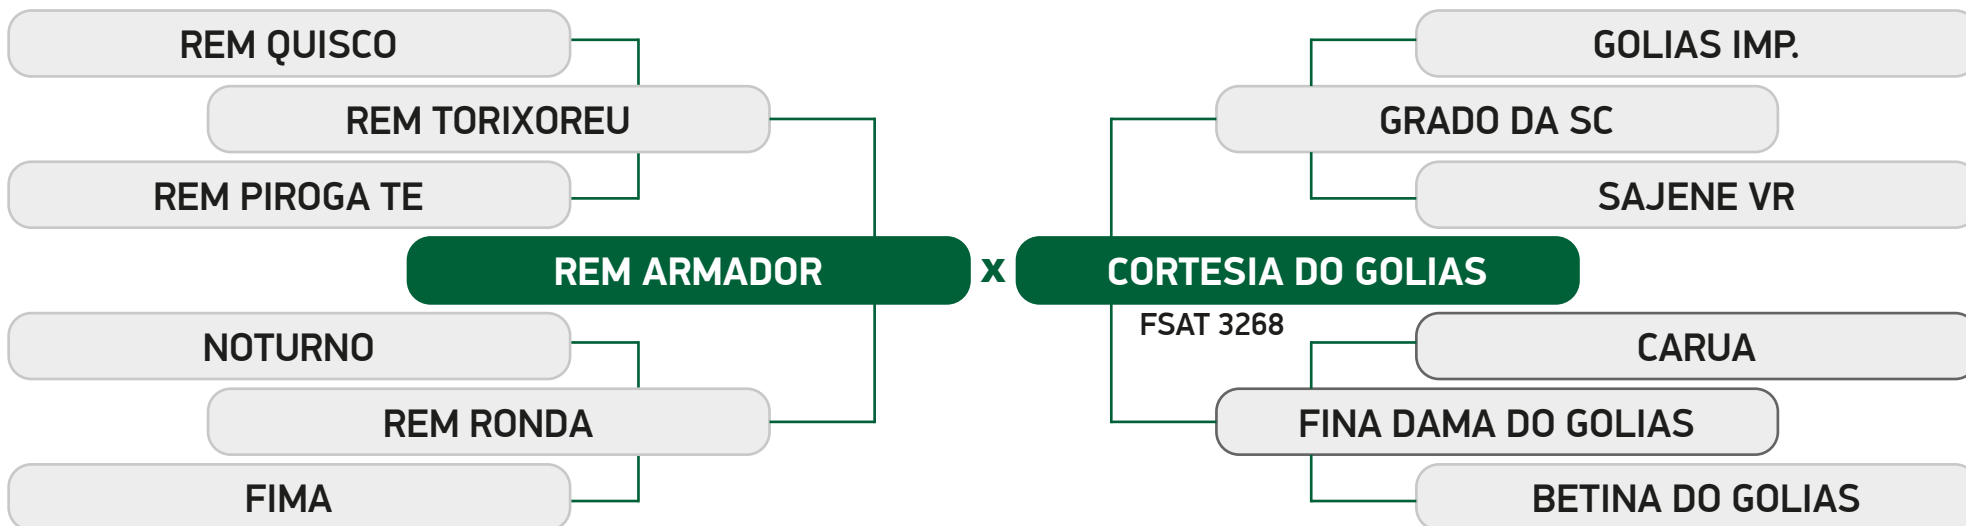 REM QUISCO
GOLIAS IMP.
REM TORIXOREU
GRADO DA SC
REM PIROGA TE
SAJENE VR
REM ARMADOR x CORTESIA DO GOLIAS
FSAT 3268
NOTURNO
CARUA
REM RONDA
FINA DAMA DO GOLIAS
FIMA
BETINA DO GOLIAS